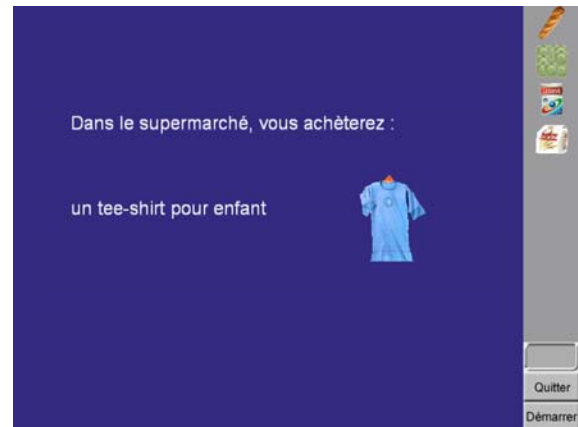 Dans le supermarché, vous achèterez :
un tee-shirt pour enfant
Quitter
Démarrer